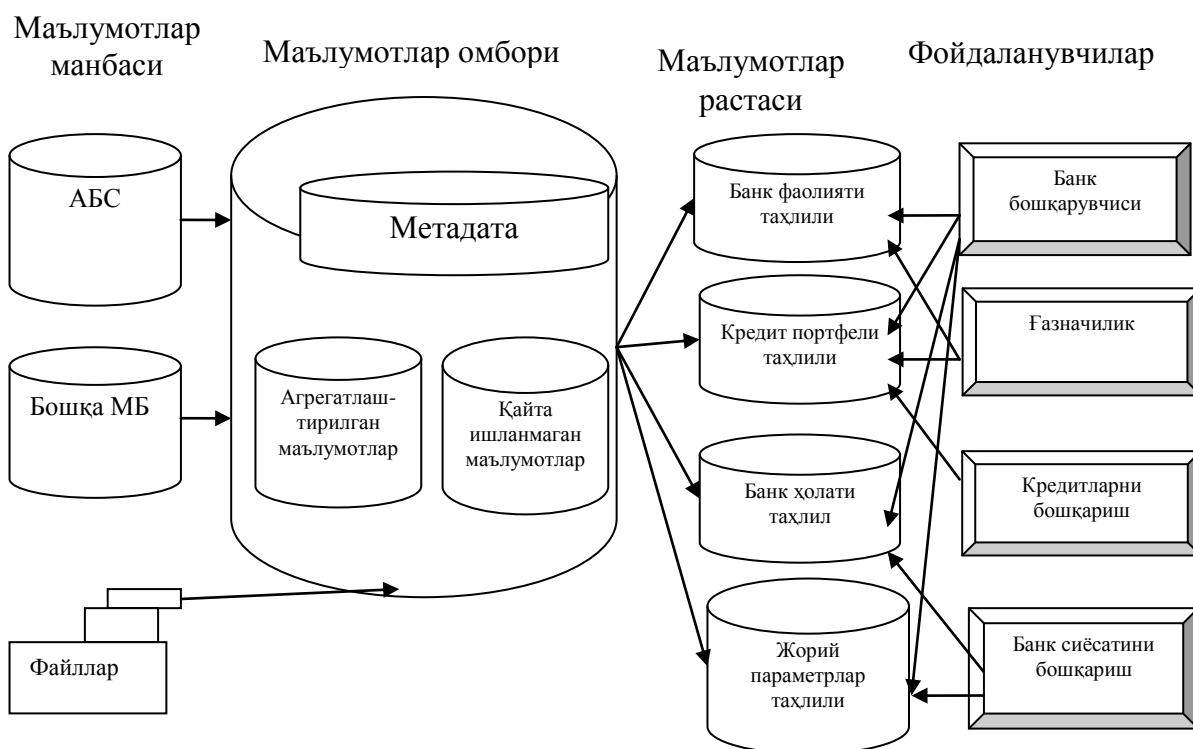 Маълумотлар
манбаси
Маълумотлар омбори
Маълумотлар
растаси
Фойдаланувчилар
АБС
Бошқа МБ
Файллар
Метадата
Агрегатлаш-
тирилган
маълумотлар
Қайта
ишланмаган
маълумотлар
Банк фаолияти
таҳлили
Кредит портфели
таҳлили
Банк ҳолати
таҳлил
Жорий
параметрлар
таҳлили
Банк
бошқарувчиси
Ғазначилик
Кредитларни
бошқариш
Банк сиёсатини
бошқариш